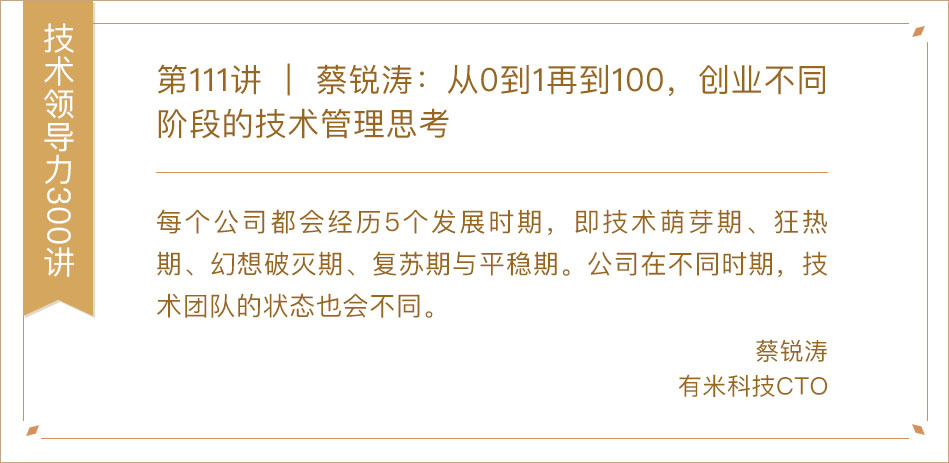 技术领导力300讲
第111讲 | 蔡锐涛：从0到1再到100，创业不同
阶段的技术管理思考
每个公司都会经历5个发展时期，即技术萌芽期、狂热
期、幻想破灭期、复苏期与平稳期。公司在不同时期，技
术团队的状态也会不同。
蔡锐涛
有米科技CTO